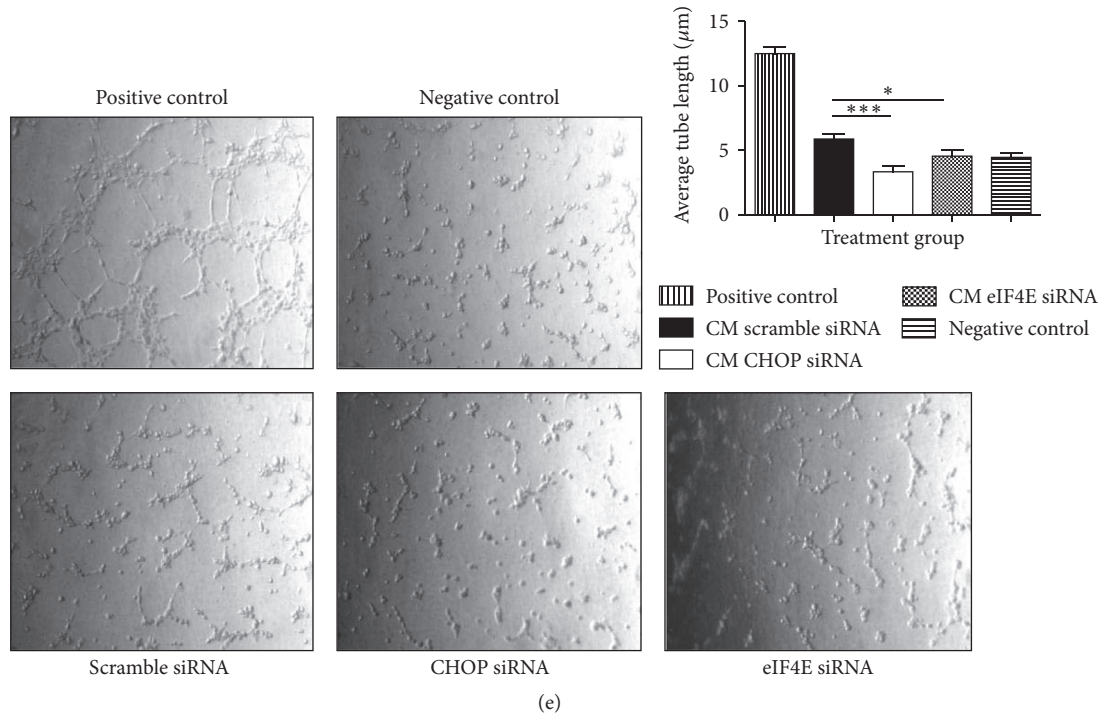 Positive control
Negative control
Scramble siRNA
CHOP siRNA
eIF4E siRNA
Average tube length (μm)
15
10
5
0
*
***
Treatment group
Positive control
CM scramble siRNA
CM CHOP siRNA
CM eIF4E siRNA
Negative control
(e)